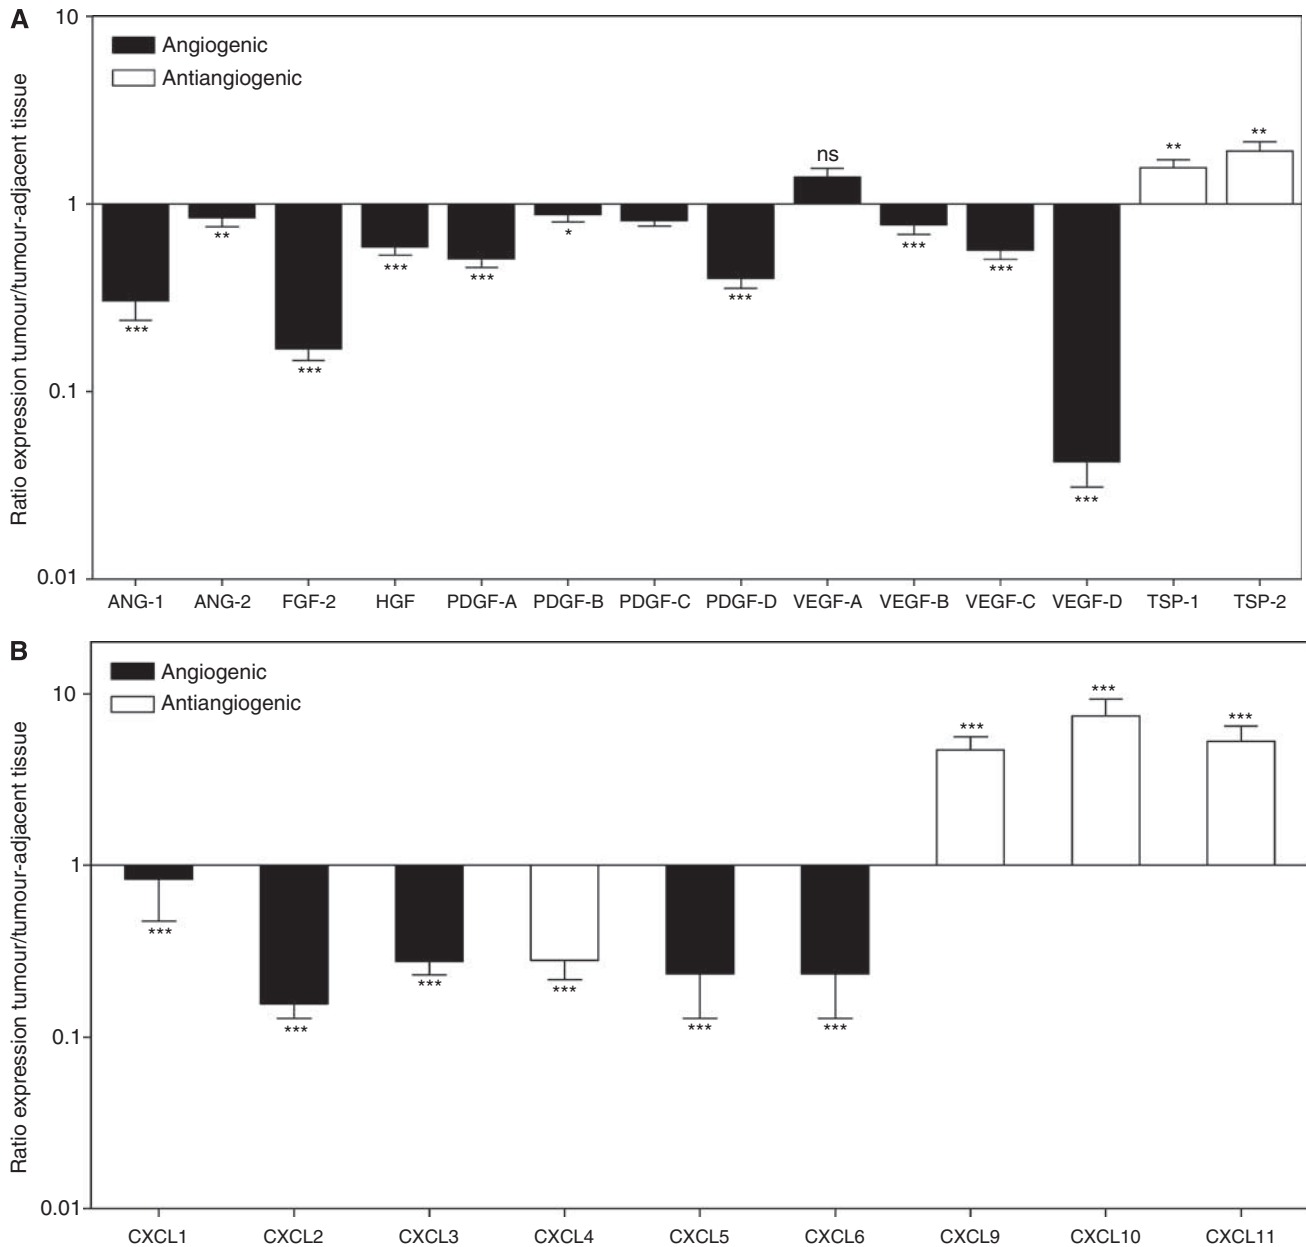 A
10
Angiogenic
Antiangiogenic
Ratio expression tumour/tumour-adjacent tissue
ns
**
**
1
***
**
***
***
***
*
***
***
***
***
0.1
0.01
ANG-1 ANG-2 FGF-2 HGF PDGF-A PDGF-B PDGF-C PDGF-D VEGF-A VEGF-B VEGF-C VEGF-D TSP-1 TSP-2
B
Angiogenic
Antiangiogenic
10
Ratio expression tumour/tumour-adjacent tissue
***
***
***
1
***
***
***
***
***
***
0.1
0.01
CXCL1 CXCL2 CXCL3 CXCL4 CXCL5 CXCL6 CXCL9 CXCL10 CXCL11